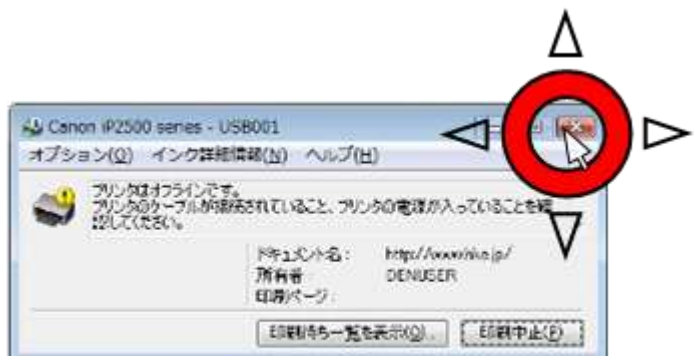 Canon iP2500 series - USB001
オプション(O) インク詳細情報(N) ヘルプ(H)
プリンタはオフラインです。
プリンタのケーブルが接続されていること、プリンタの電源が入っていることを確
認してください。
ドキュメント名: 
所有者: DENUSER
印刷ページ:
印刷待ち一覧を表示(Q)... 印刷中止(P)